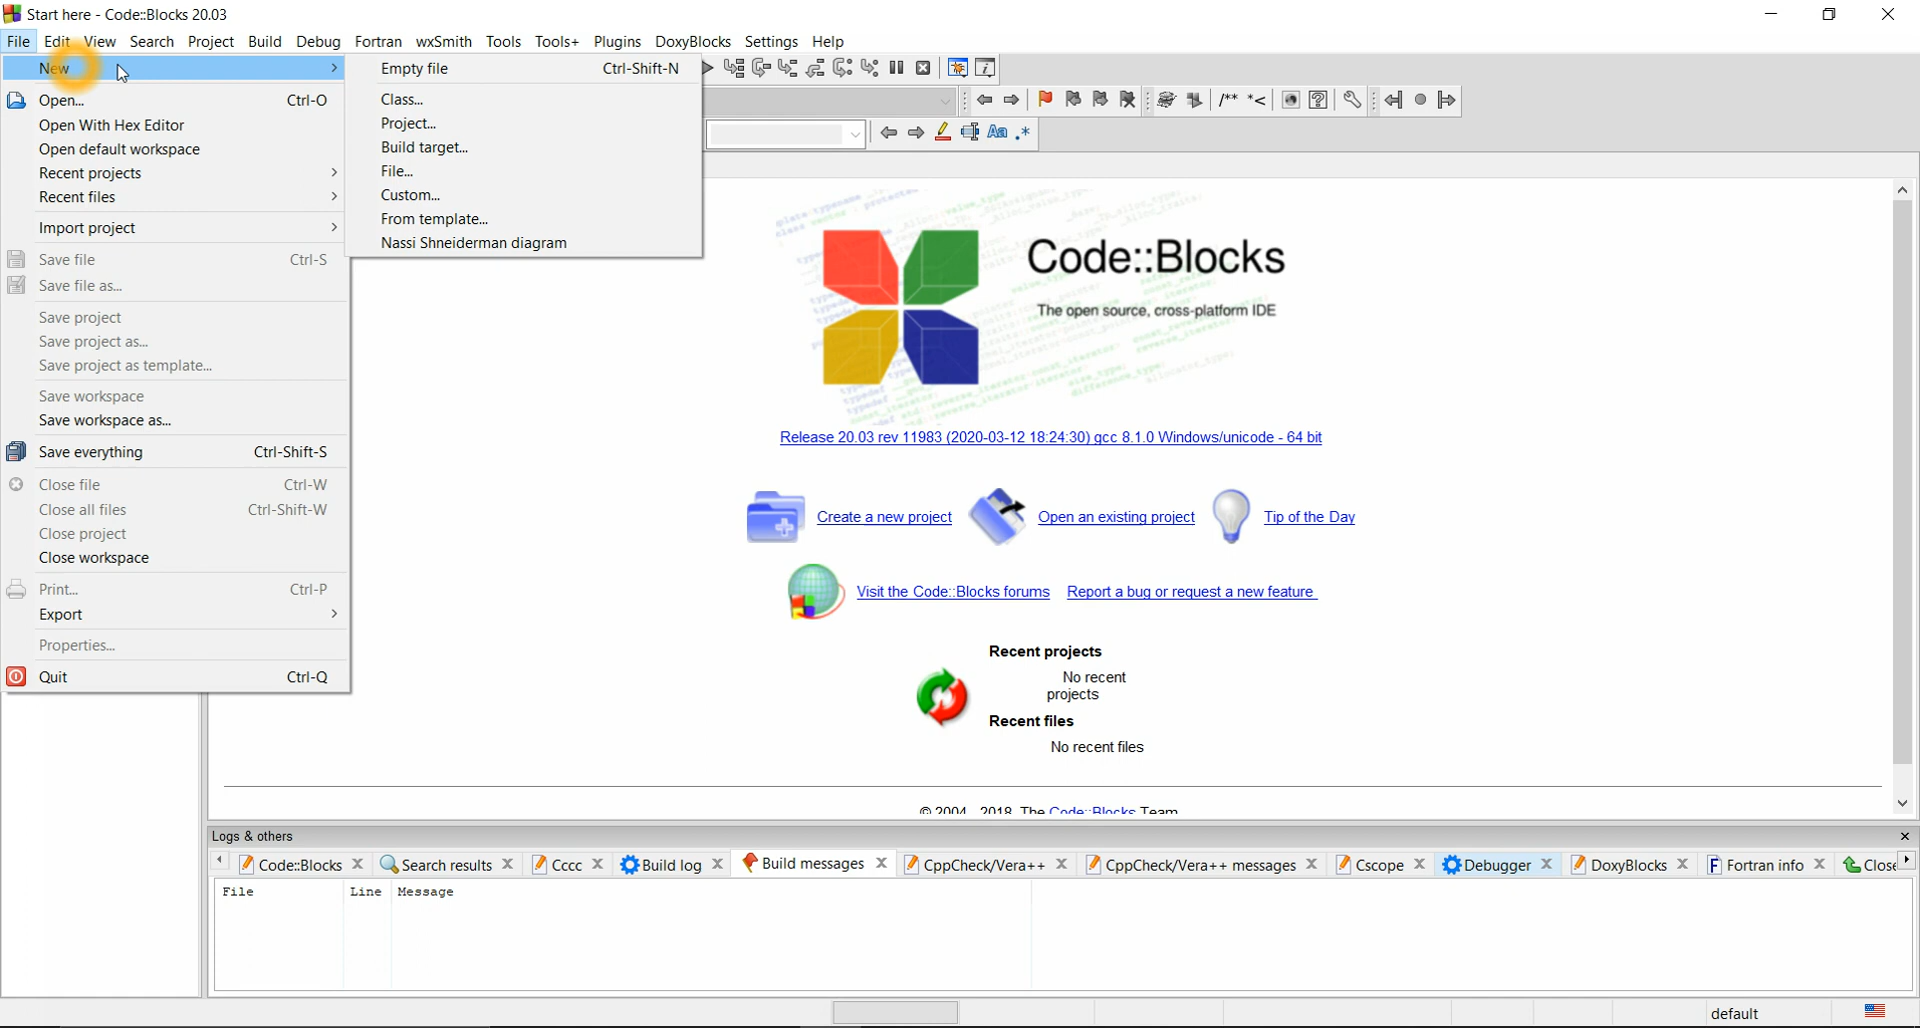 Start here - Code::Blocks 20.03
File Edit View Search Project Build Debug Fortran wxSmith Tools Tools+ Plugins DoxyBlocks Settings Help
New
Open... Ctrl-O
Open With Hex Editor
Open default workspace
Recent projects
Recent files
Import project
Save file Ctrl-S
Save file as...
Save project
Save project as...
Save project as template...
Save workspace
Save workspace as...
Save everything Ctrl-Shift-S
Close file Ctrl-W
Close all files Ctrl-Shift-W
Close project
Close workspace
Print... Ctrl-P
Export
Properties...
Quit Ctrl-Q
Empty file Ctrl-Shift-N
Class...
Project...
Build target...
File...
Custom...
From template...
Nassi Shneiderman diagram
/** *<
Aa .*
Code::Blocks
The open source, cross-platform IDE
Release 20.03 rev 11983 (2020-03-12 18:24:30) gcc 8.1.0 Windows/unicode - 64 bit
Create a new project Open an existing project Tip of the Day
Visit the Code::Blocks forums Report a bug or request a new feature
Recent projects
No recent
projects
Recent files
No recent files
© 2004 2018 The Code::Blocks Team
Logs & others
Code::Blocks Search results Cccc Build log Build messages CppCheck/Vera++ CppCheck/Vera++ messages Cscope Debugger DoxyBlocks Fortran info Close
File Line Message
default